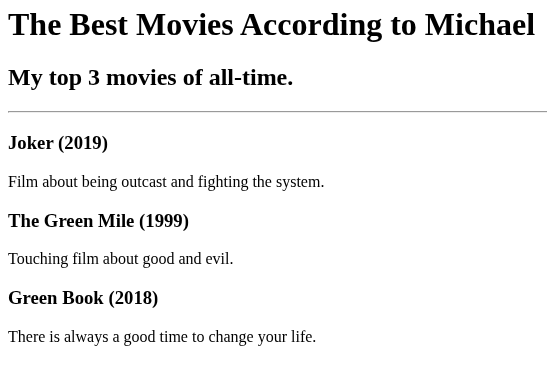 The Best Movies According to Michael
My top 3 movies of all-time.
Joker (2019)
Film about being outcast and fighting the system.
The Green Mile (1999)
Touching film about good and evil.
Green Book (2018)
There is always a good time to change your life.